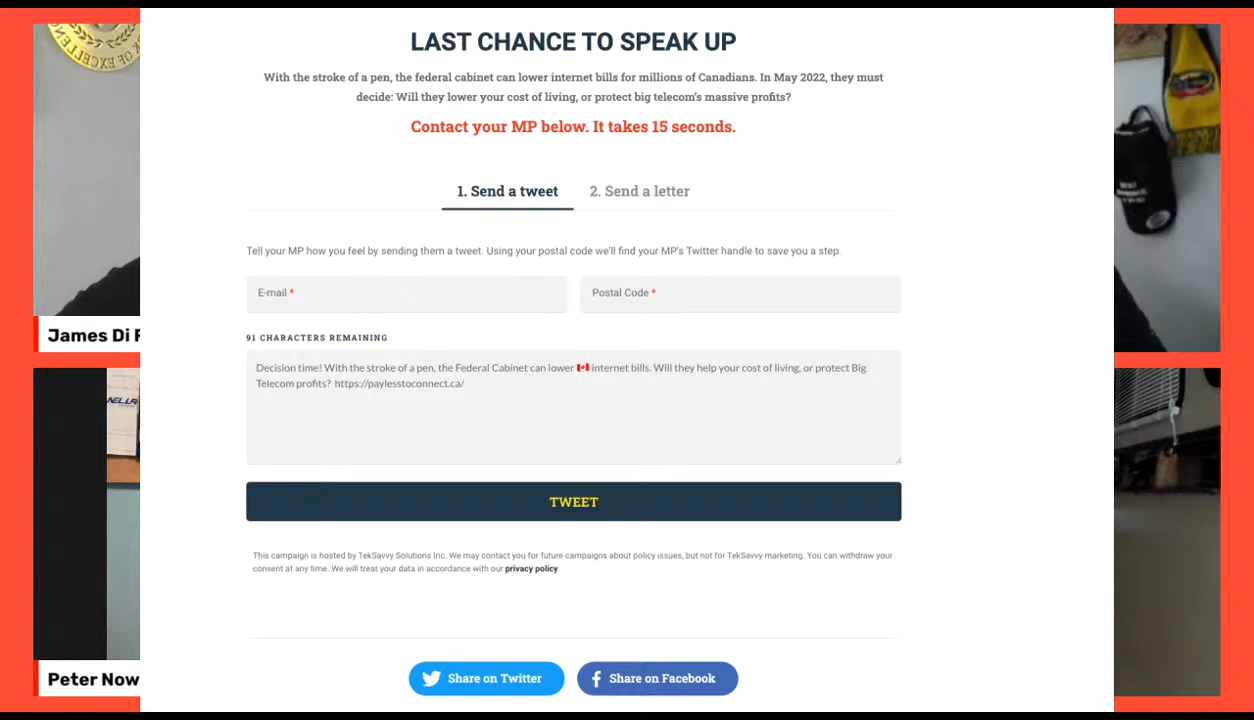 LAST CHANCE TO SPEAK UP
With the stroke of a pen, the federal cabinet can lower internet bills for millions of Canadians. In May 2022, they must
decide: Will they lower your cost of living, or protect big telecom's massive profits?
Contact your MP below. It takes 15 seconds.
1. Send a tweet 2. Send a letter
Tell your MP how you feel by sending them a tweet. Using your postal code we'll find your MP's Twitter handle to save you a step.
E-mail * Postal Code *
91 CHARACTERS REMAINING
James Di
Decision time! With the stroke of a pen, the Federal Cabinet can lower 🇨🇦 internet bills. Will they help your cost of living, or protect Big
Telecom profits? https://paylesstoconnect.ca/
TWEET
This campaign is hosted by TekSavvy Solutions Inc. We may contact you for future campaigns about policy issues, but not for TekSavvy marketing. You can withdraw your
consent at any time. We will treat your data in accordance with our privacy policy.
Share on Twitter Share on Facebook
Peter Now